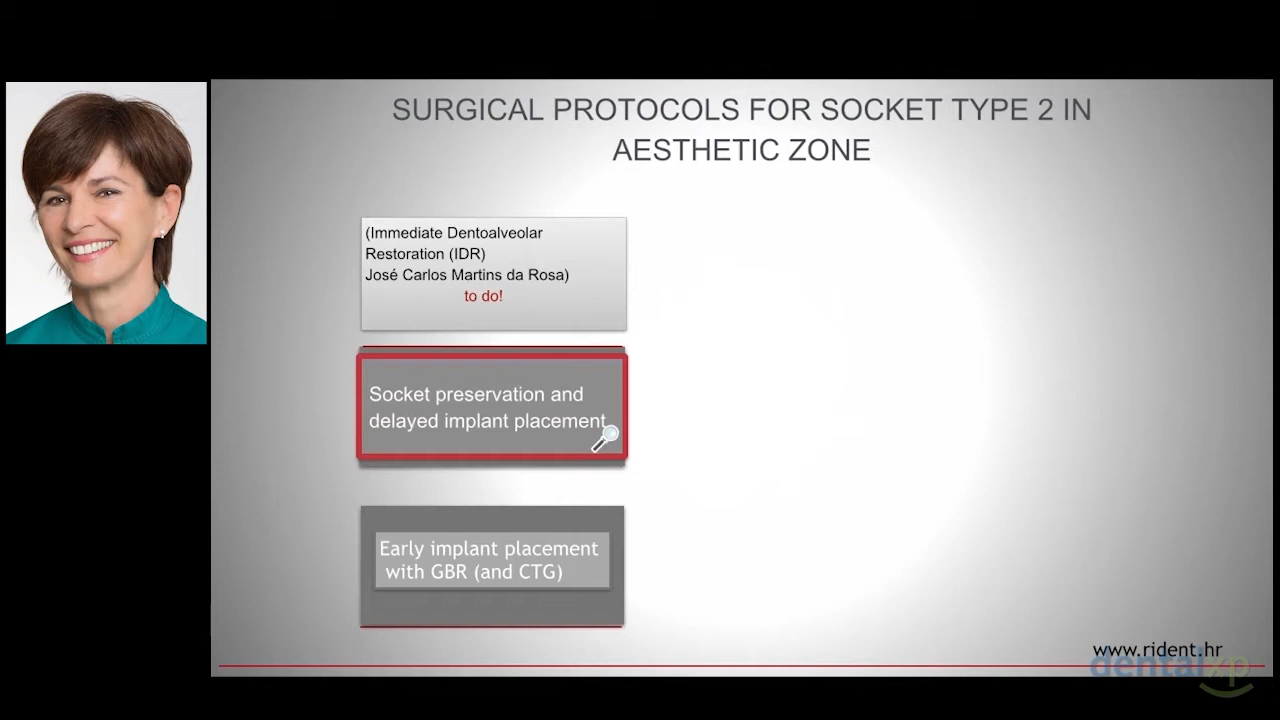 SURGICAL PROTOCOLS FOR SOCKET TYPE 2 IN
AESTHETIC ZONE
(Immediate Dentoalveolar
Restoration (IDR)
José Carlos Martins da Rosa)
to do!
Socket preservation and
delayed implant placement
Early implant placement
with GBR (and CTG)
www.rident.hr
dentalxp